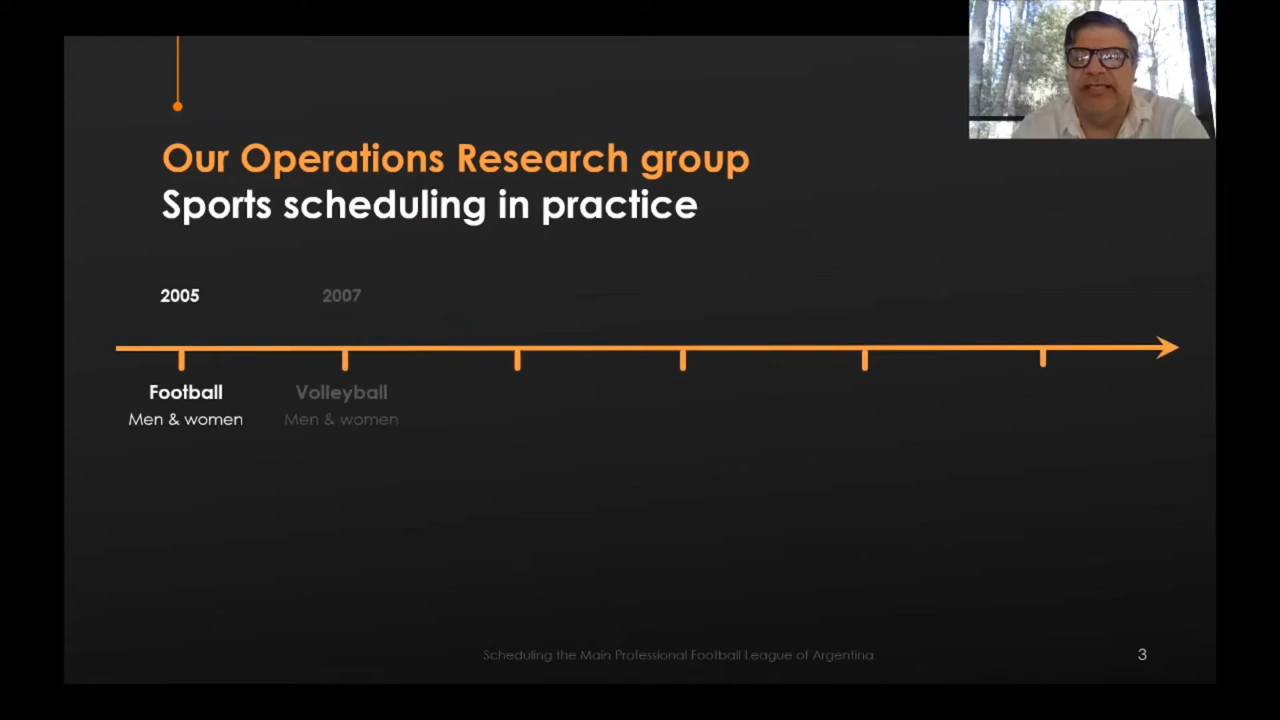 Our Operations Research group
Sports scheduling in practice
2005
2007
Football
Men & women
Volleyball
Men & women
Scheduling the Main Professional Football League of Argentina
3